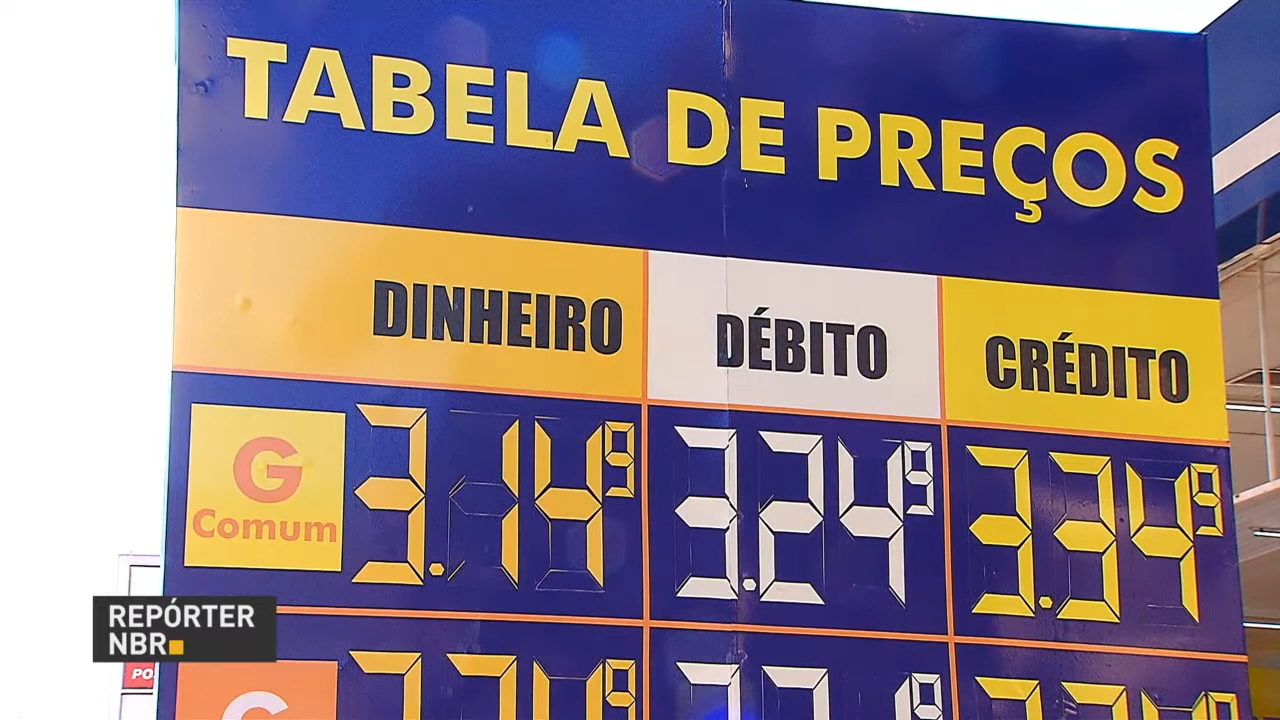 TABELA DE PREÇOS
DINHEIRO DÉBITO CRÉDITO
G Comum 3.149 3.249 3.349
REPÓRTER
NBR
G